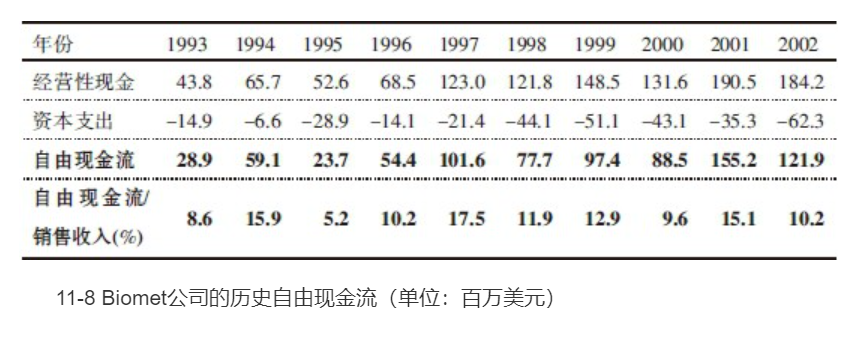 年份 1993 1994 1995 1996 1997 1998 1999 2000 2001 2002
经营性现金 43.8 65.7 52.6 68.5 123.0 121.8 148.5 131.6 190.5 184.2
资本支出 −14.9 −6.6 −28.9 −14.1 −21.4 −44.1 −51.1 −43.1 −35.3 −62.3
自由现金流 28.9 59.1 23.7 54.4 101.6 77.7 97.4 88.5 155.2 121.9
自由现金流/
销售收入(%) 8.6 15.9 5.2 10.2 17.5 11.9 12.9 9.6 15.1 10.2
11-8 Biomet公司的历史自由现金流（单位：百万美元）